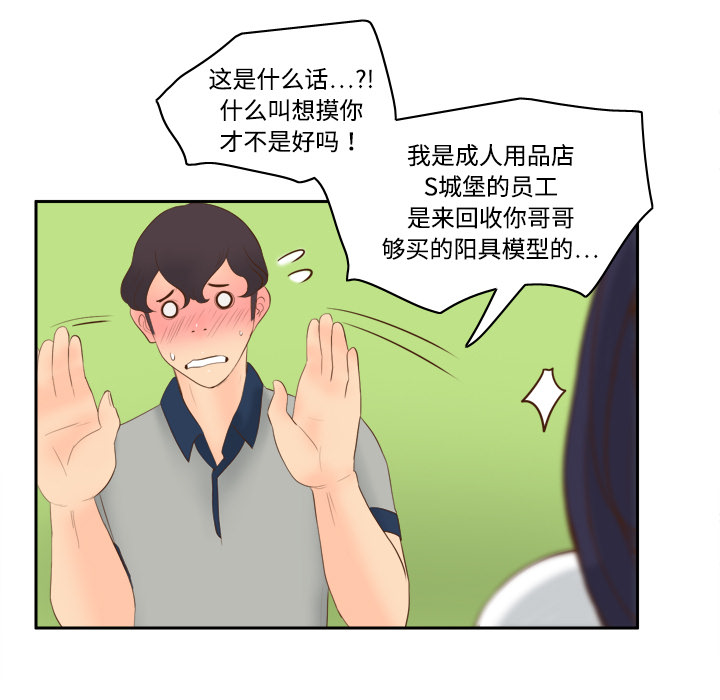 这是什么话...?!
什么叫想摸你
才不是好吗！
我是成人用品店
S城堡的员工
是来回收你哥哥
够买的阳具模型的...